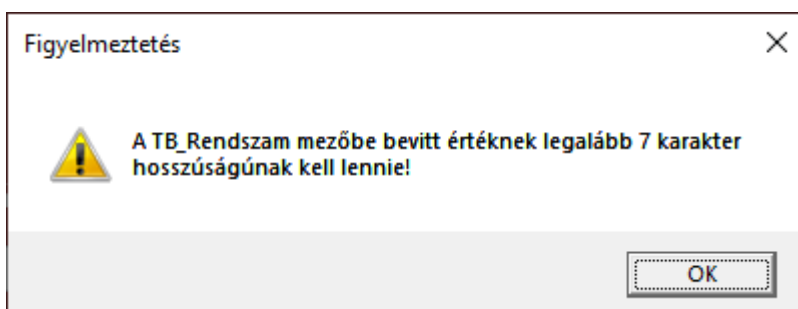 Figyelmeztetés
A TB_Rendszam mezőbe bevitt értéknek legalább 7 karakter
hosszúságúnak kell lennie!
OK